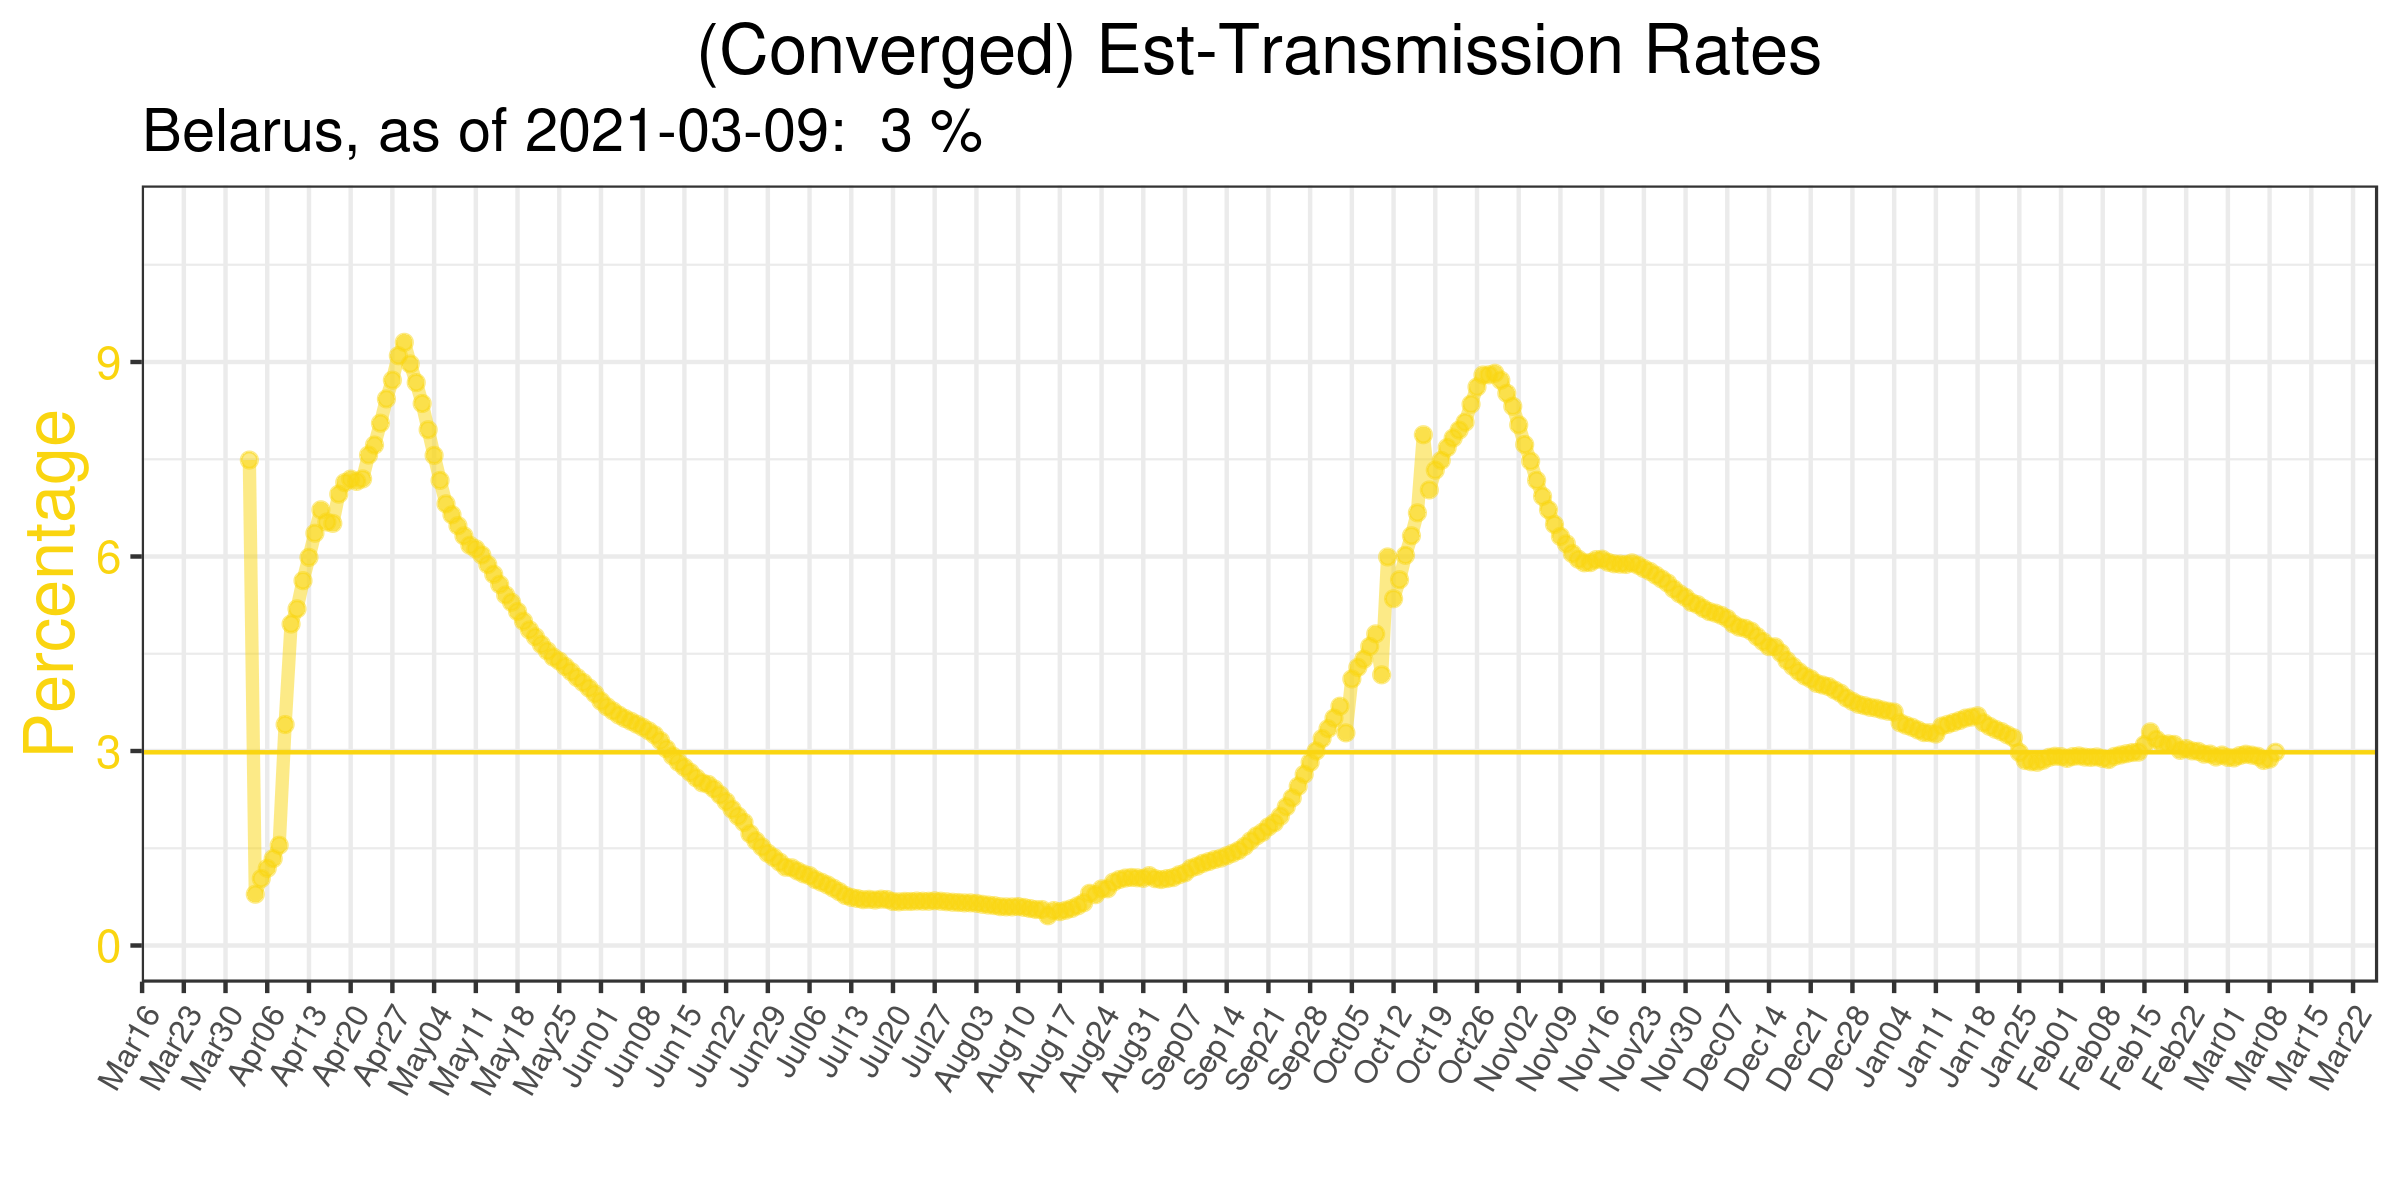 (Converged) Est-Transmission Rates
Belarus, as of 2021-03-09:  3 %
Percentage
9
6
3
0
Mar16
Mar23
Mar30
Apr06
Apr13
Apr20
Apr27
May04
May11
May18
May25
Jun01
Jun08
Jun15
Jun22
Jun29
Jul06
Jul13
Jul20
Jul27
Aug03
Aug10
Aug17
Aug24
Aug31
Sep07
Sep14
Sep21
Sep28
Oct05
Oct12
Oct19
Oct26
Nov02
Nov09
Nov16
Nov23
Nov30
Dec07
Dec14
Dec21
Dec28
Jan04
Jan11
Jan18
Jan25
Feb01
Feb08
Feb15
Feb22
Mar01
Mar08
Mar15
Mar22